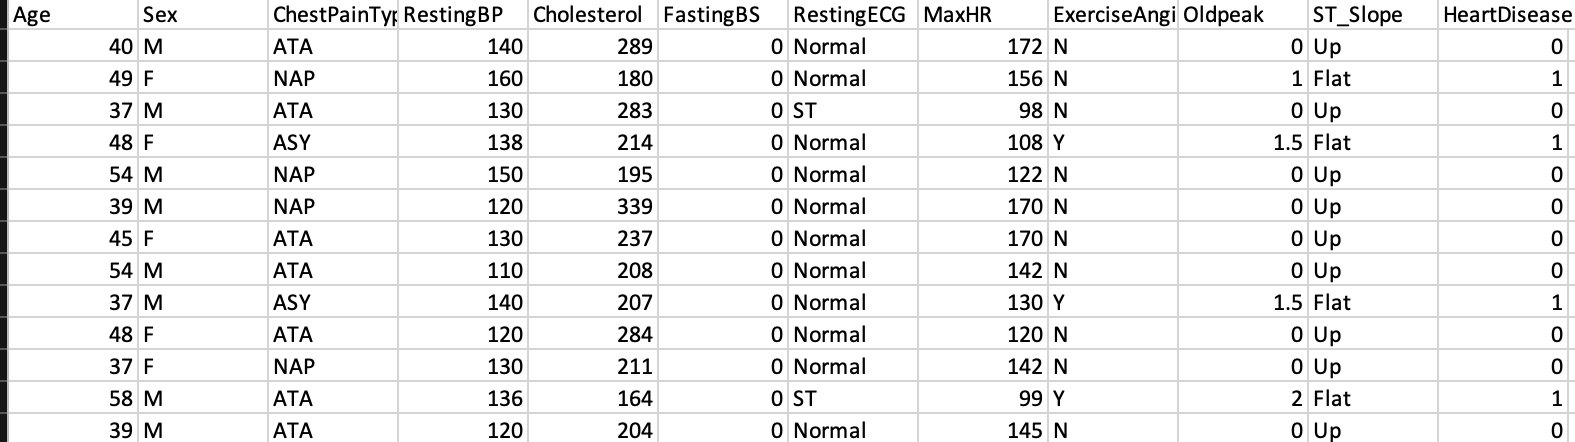 Age Sex ChestPainTyp RestingBP Cholesterol FastingBS RestingECG MaxHR ExerciseAngi Oldpeak ST_Slope HeartDisease
40 M ATA 140 289 0 Normal 172 N 0 Up 0
49 F NAP 160 180 0 Normal 156 N 1 Flat 1
37 M ATA 130 283 0 ST 98 N 0 Up 0
48 F ASY 138 214 0 Normal 108 Y 1.5 Flat 1
54 M NAP 150 195 0 Normal 122 N 0 Up 0
39 M NAP 120 339 0 Normal 170 N 0 Up 0
45 F ATA 130 237 0 Normal 170 N 0 Up 0
54 M ATA 110 208 0 Normal 142 N 0 Up 0
37 M ASY 140 207 0 Normal 130 Y 1.5 Flat 1
48 F ATA 120 284 0 Normal 120 N 0 Up 0
37 F NAP 130 211 0 Normal 142 N 0 Up 0
58 M ATA 136 164 0 ST 99 Y 2 Flat 1
39 M ATA 120 204 0 Normal 145 N 0 Up 0